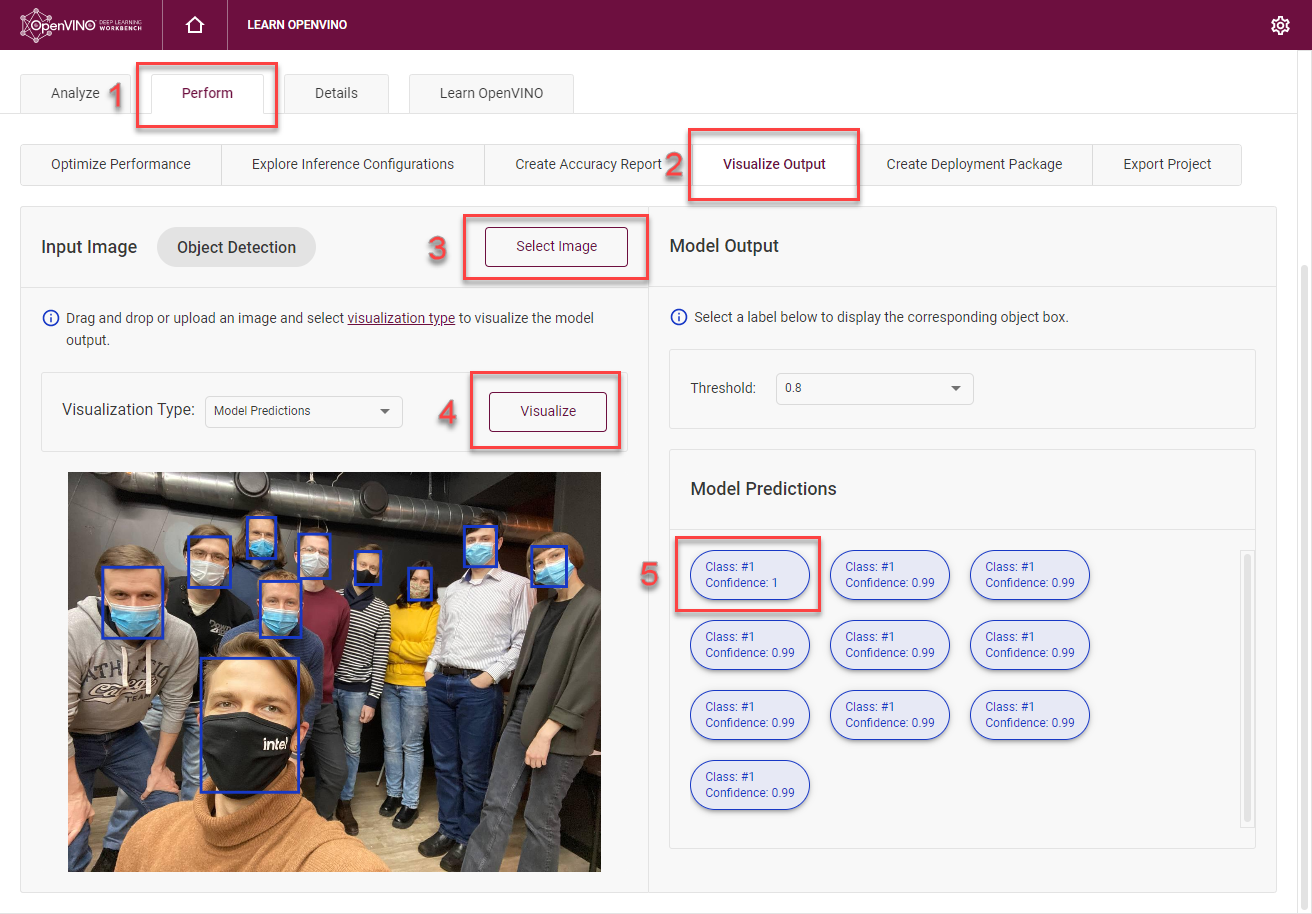 OpenVINO DEEP LEARNING WORKBENCH
LEARN OPENVINO
Analyze
1
Perform
Details
Learn OpenVINO
Optimize Performance
Explore Inference Configurations
Create Accuracy Report
2
Visualize Output
Create Deployment Package
Export Project
Input Image
Object Detection
3
Select Image
Drag and drop or upload an image and select visualization type to visualize the model
output.
Visualization Type:
Model Predictions
4
Visualize
ATHLETIC
College
TEAM
intel
Model Output
Select a label below to display the corresponding object box.
Threshold:
0.8
Model Predictions
5
Class: #1
Confidence: 1
Class: #1
Confidence: 0.99
Class: #1
Confidence: 0.99
Class: #1
Confidence: 0.99
Class: #1
Confidence: 0.99
Class: #1
Confidence: 0.99
Class: #1
Confidence: 0.99
Class: #1
Confidence: 0.99
Class: #1
Confidence: 0.99
Class: #1
Confidence: 0.99